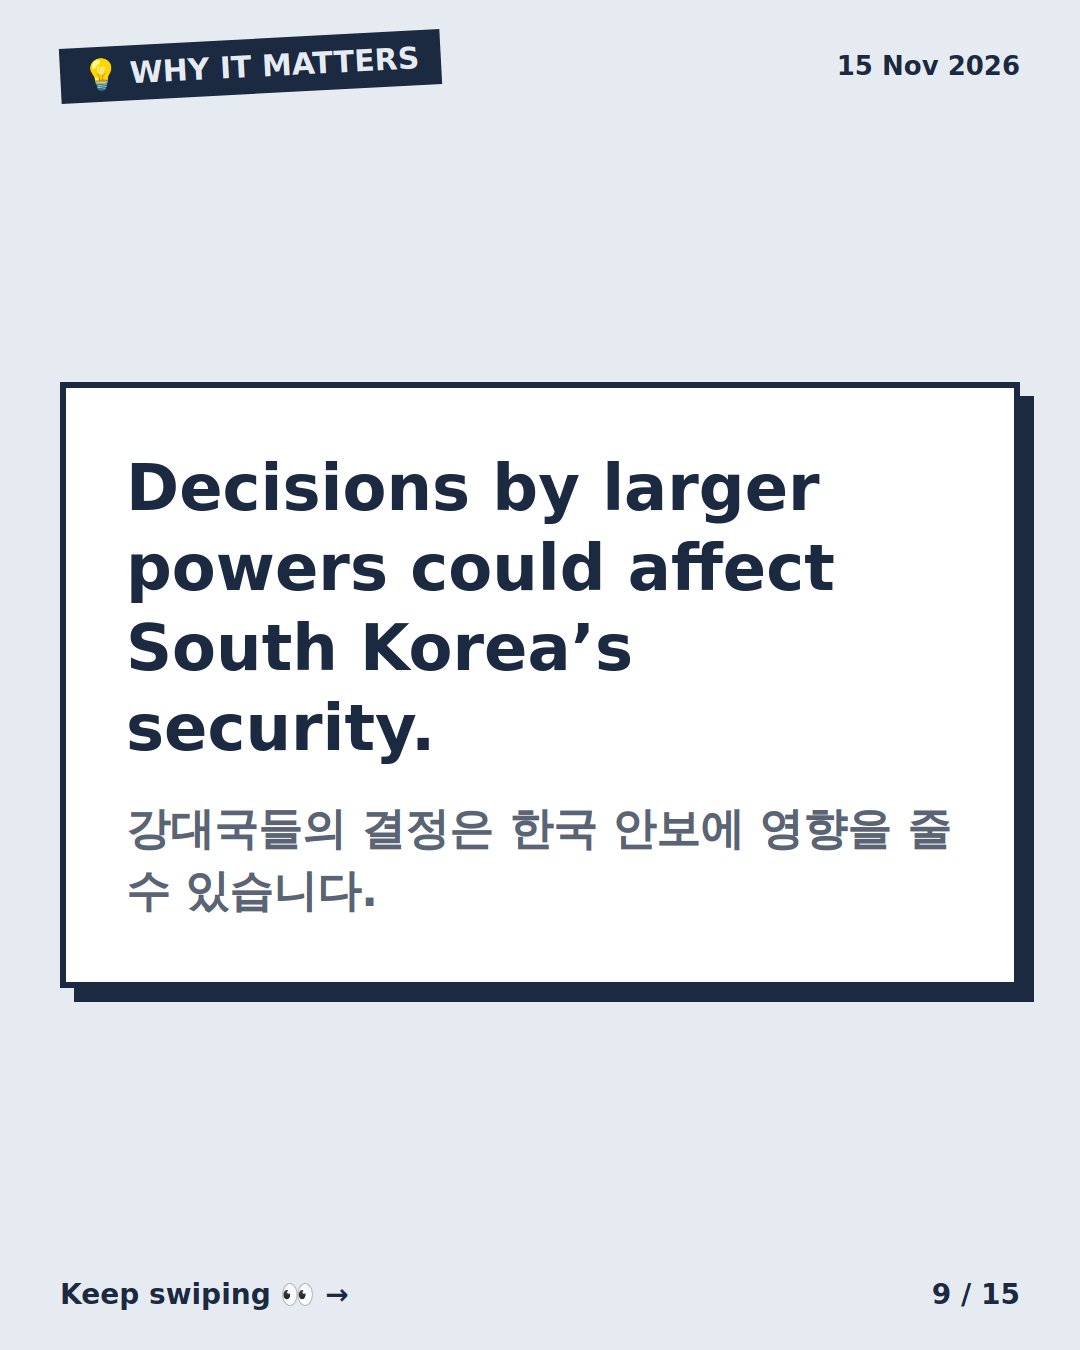 💡 WHY IT MATTERS
15 Nov 2026
Decisions by larger
powers could affect
South Korea’s
security.
강대국들의 결정은 한국 안보에 영향을 줄
수 있습니다.
Keep swiping 👀 →
9 / 15